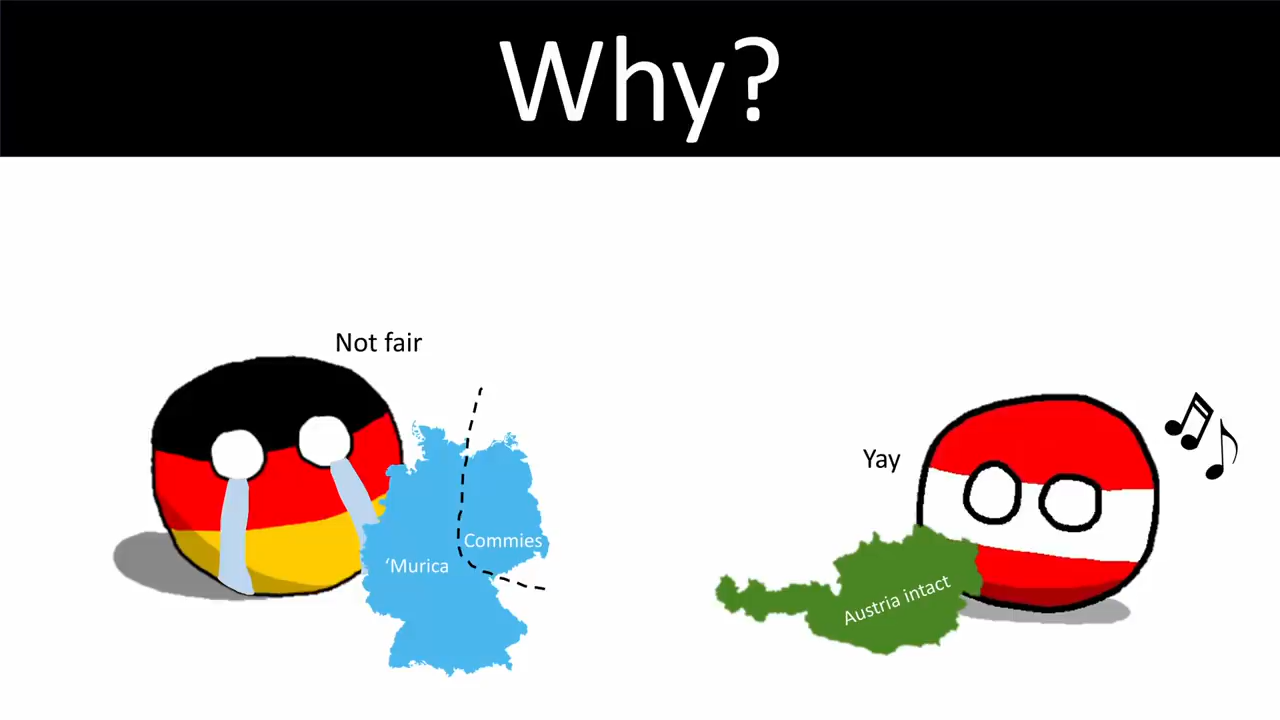 Why?
Not fair
Yay
Commies
‘Murica
Austria intact